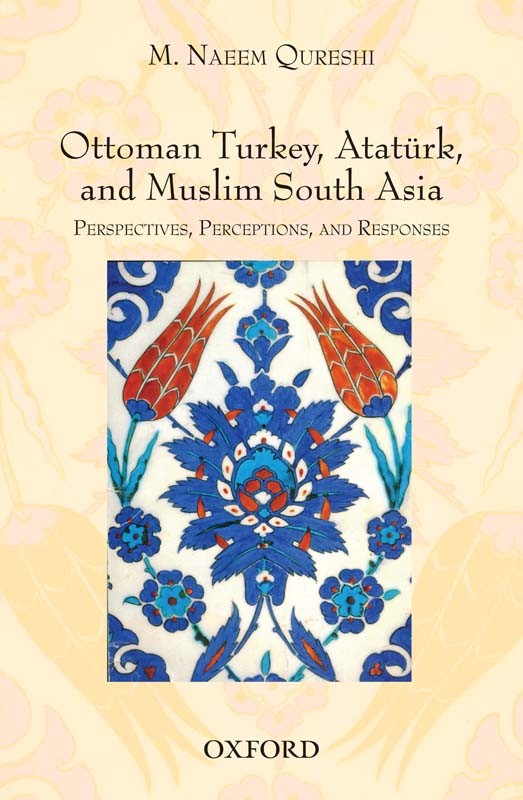 M. Naeem Qureshi
Ottoman Turkey, Atatürk,
and Muslim South Asia
Perspectives, Perceptions, and Responses
OXFORD